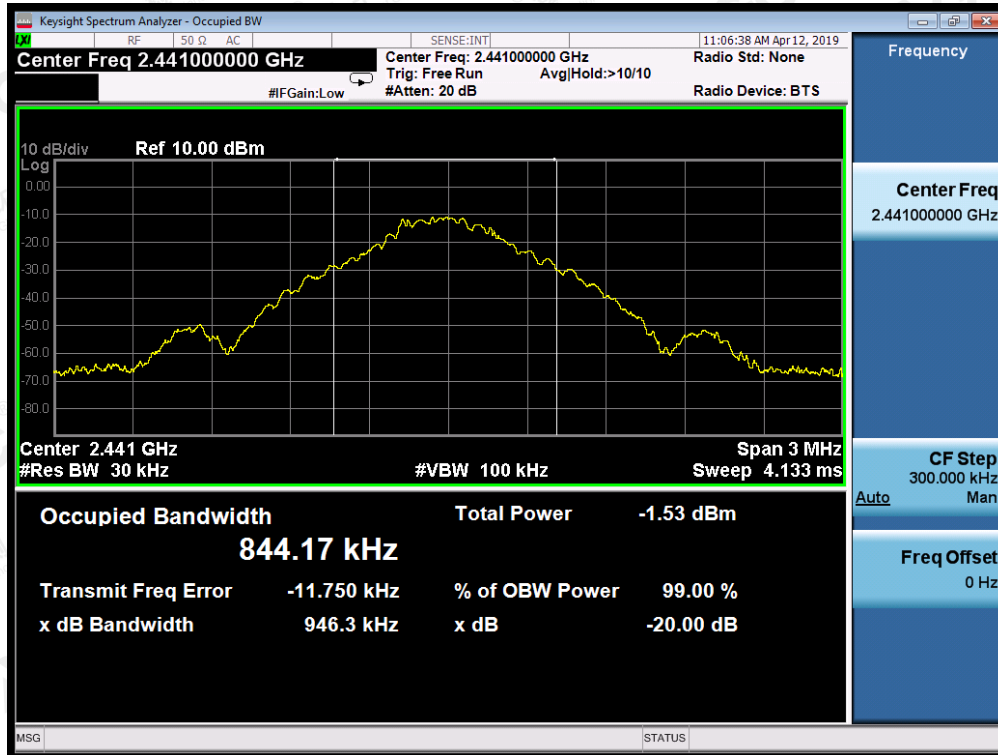 Keysight Spectrum Analyzer - Occupied BW
LXI RF 50 Ω AC SENSE:INT 11:06:38 AM Apr 12, 2019
Center Freq 2.441000000 GHz
Center Freq: 2.441000000 GHz
Radio Std: None
Trig: Free Run Avg|Hold:>10/10
#IFGain:Low
#Atten: 20 dB
Radio Device: BTS
10 dB/div Ref 10.00 dBm
Log
0.00
-10.0
-20.0
-30.0
-40.0
-50.0
-60.0
-70.0
-80.0
Center 2.441 GHz Span 3 MHz
#Res BW 30 kHz #VBW 100 kHz Sweep 4.133 ms
Occupied Bandwidth Total Power -1.53 dBm
844.17 kHz
Transmit Freq Error -11.750 kHz % of OBW Power 99.00 %
x dB Bandwidth 946.3 kHz x dB -20.00 dB
MSG STATUS
Frequency
Center Freq
2.441000000 GHz
CF Step
300.000 kHz
Auto Man
Freq Offset
0 Hz